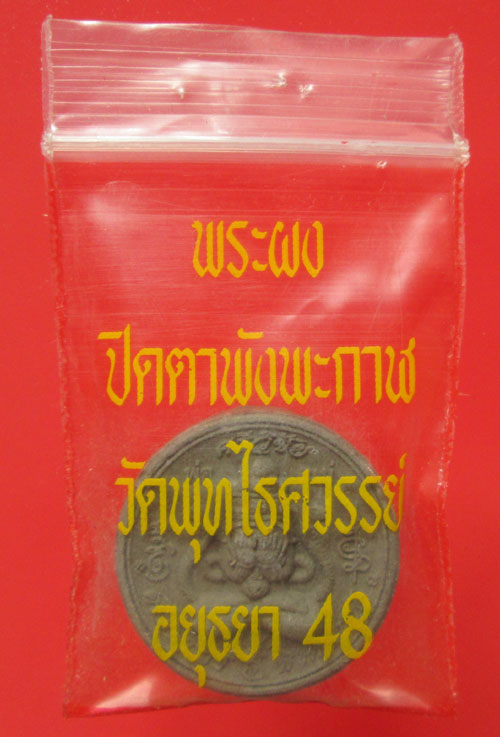 พระผง
ปิดตาพังพะกาฬ
วัดพุทไธศวรรย์
อยุธยา 48